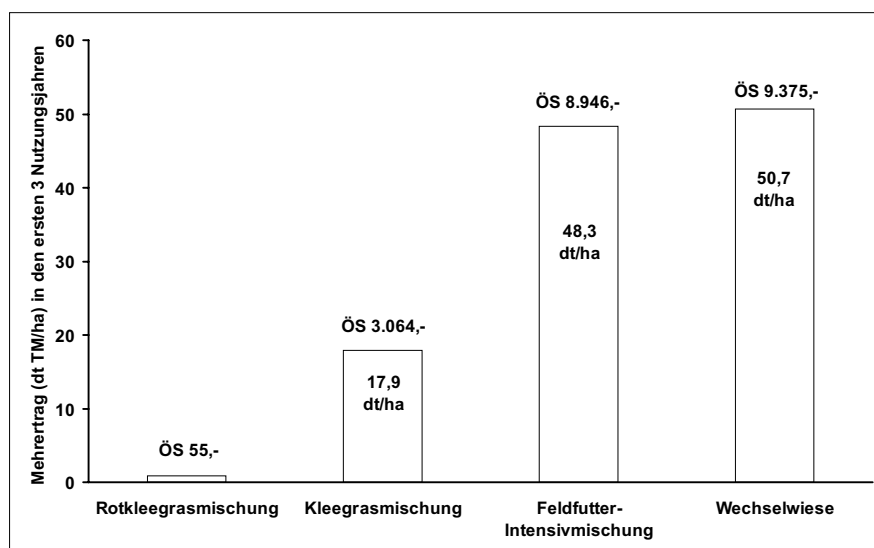 Mehrertrag (dt TM/ha) in den ersten 3 Nutzungsjahren
60
50
40
30
20
10
0
ÖS 55,-
ÖS 3.064,-
17,9
dt/ha
ÖS 8.946,-
48,3
dt/ha
ÖS 9.375,-
50,7
dt/ha
Rotkleegrasmischung
Kleegrasmischung
Feldfutter-
Intensivmischung
Wechselwiese